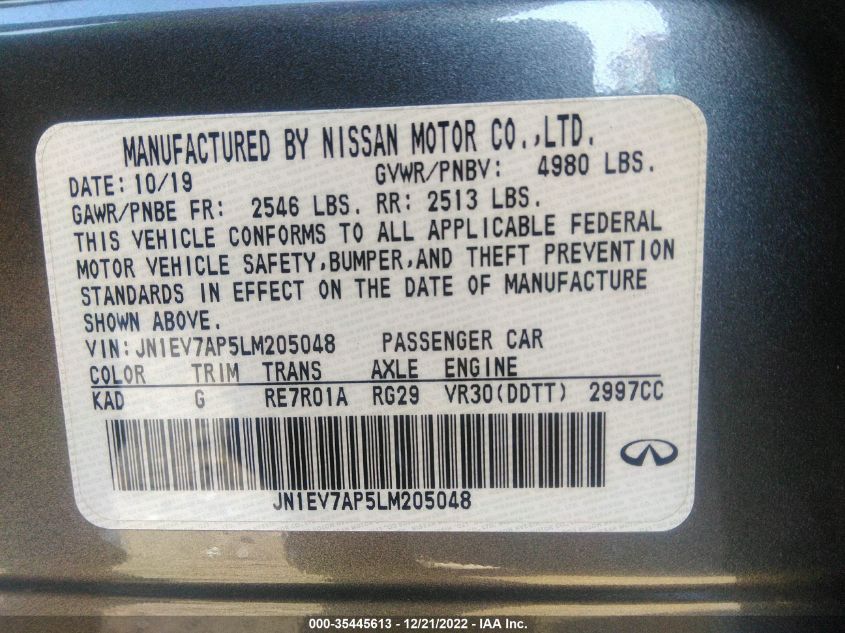 MANUFACTURED BY NISSAN MOTOR CO.,LTD.
DATE: 10/19 GVWR/PNBV: 4980 LBS.
GAWR/PNBE FR: 2546 LBS. RR: 2513 LBS.
THIS VEHICLE CONFORMS TO ALL APPLICABLE FEDERAL
MOTOR VEHICLE SAFETY,BUMPER,AND THEFT PREVENTION
STANDARDS IN EFFECT ON THE DATE OF MANUFACTURE
SHOWN ABOVE.
VIN: JN1EV7AP5LM205048 PASSENGER CAR
COLOR TRIM TRANS AXLE ENGINE
KAD G RE7R01A RG29 VR30(DDTT) 2997CC
JN1EV7AP5LM205048
000-35445613 - 12/21/2022 - IAA Inc.